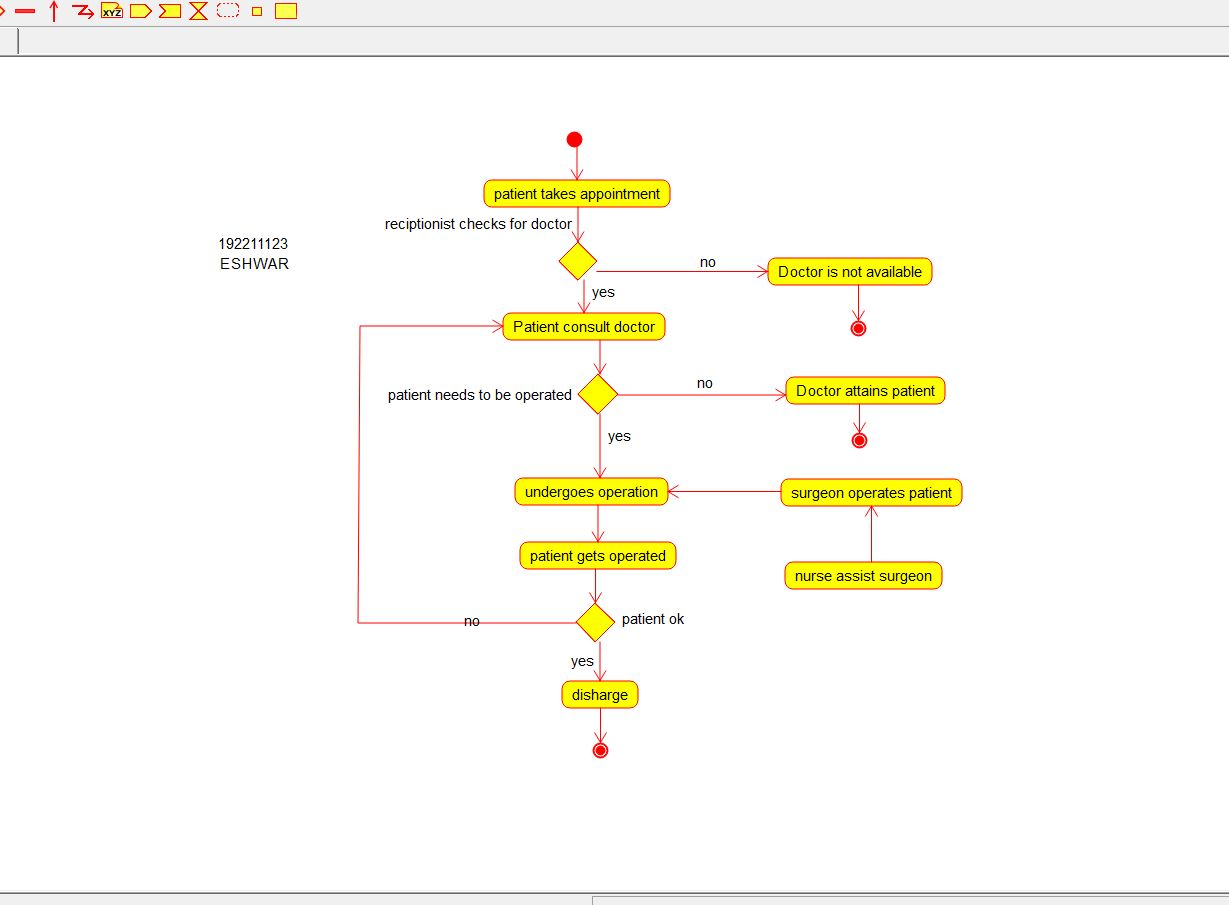 XYZ
patient takes appointment
reciptionist checks for doctor
192211123
ESHWAR
no
Doctor is not available
yes
Patient consult doctor
patient needs to be operated
no
Doctor attains patient
yes
undergoes operation
surgeon operates patient
patient gets operated
nurse assist surgeon
no
patient ok
yes
disharge